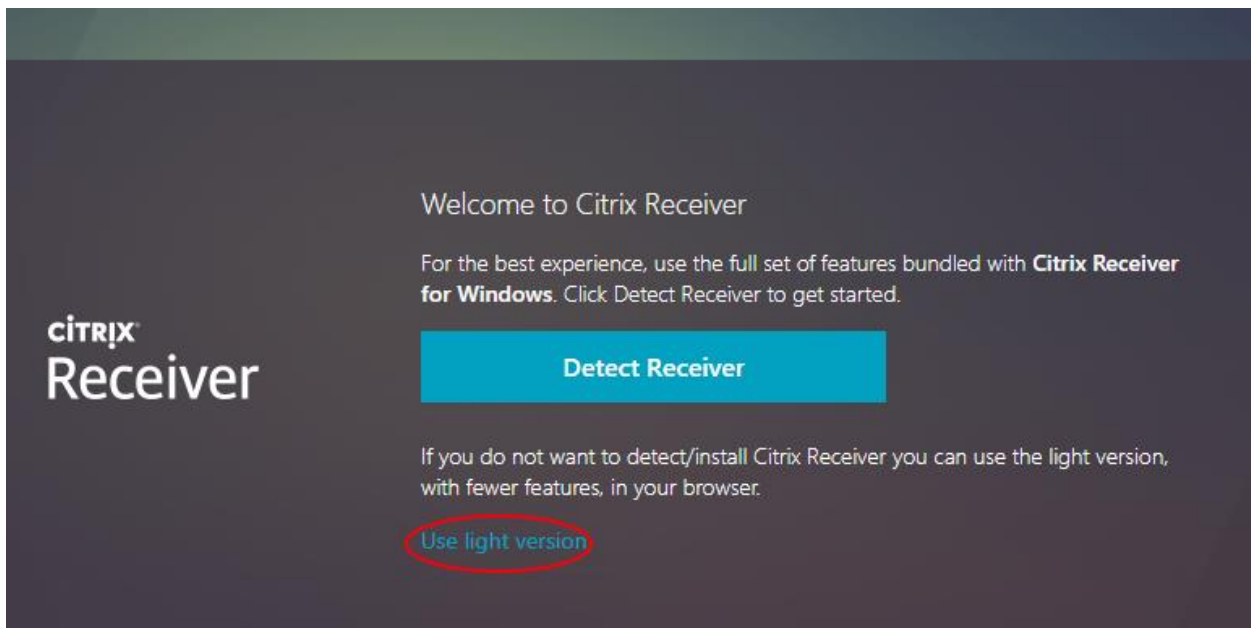 Welcome to Citrix Receiver
For the best experience, use the full set of features bundled with Citrix Receiver
for Windows. Click Detect Receiver to get started.
CİTRIX
Receiver
Detect Receiver
If you do not want to detect/install Citrix Receiver you can use the light version,
with fewer features, in your browser.
Use light version